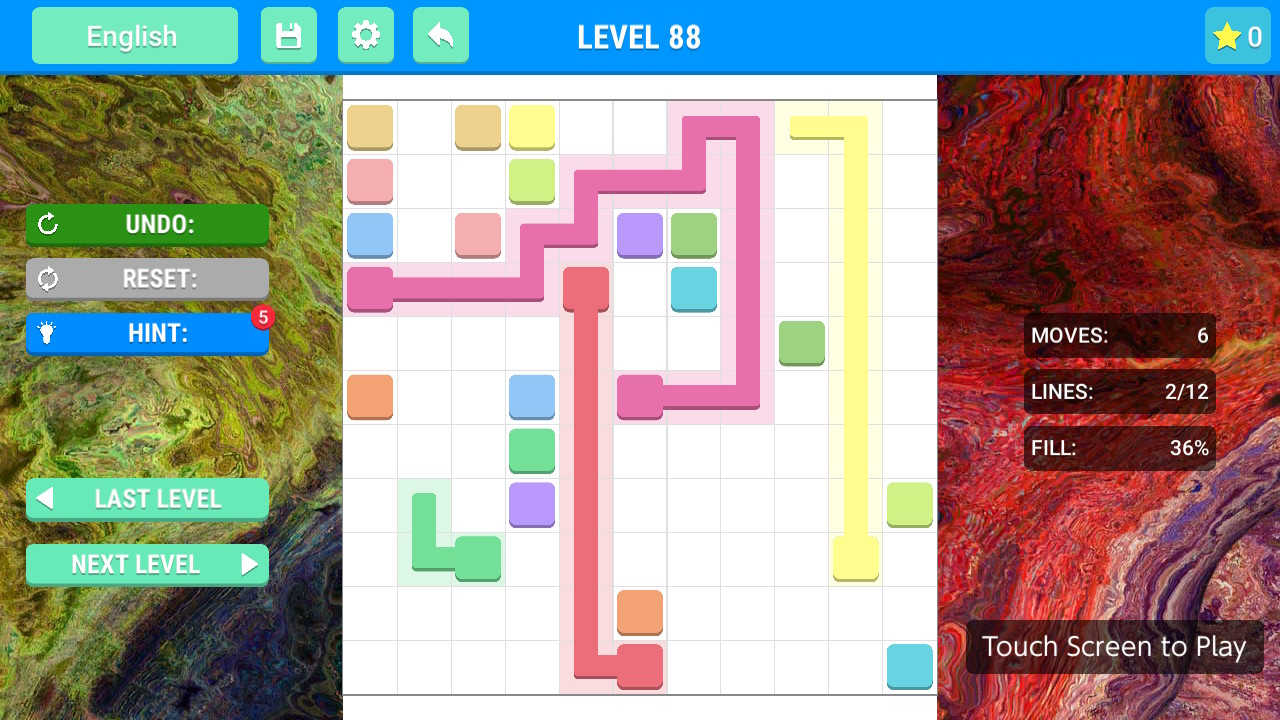 English
LEVEL 88
0
UNDO:
RESET:
HINT:
5
MOVES: 6
LINES: 2/12
FILL: 36%
LAST LEVEL
NEXT LEVEL
Touch Screen to Play